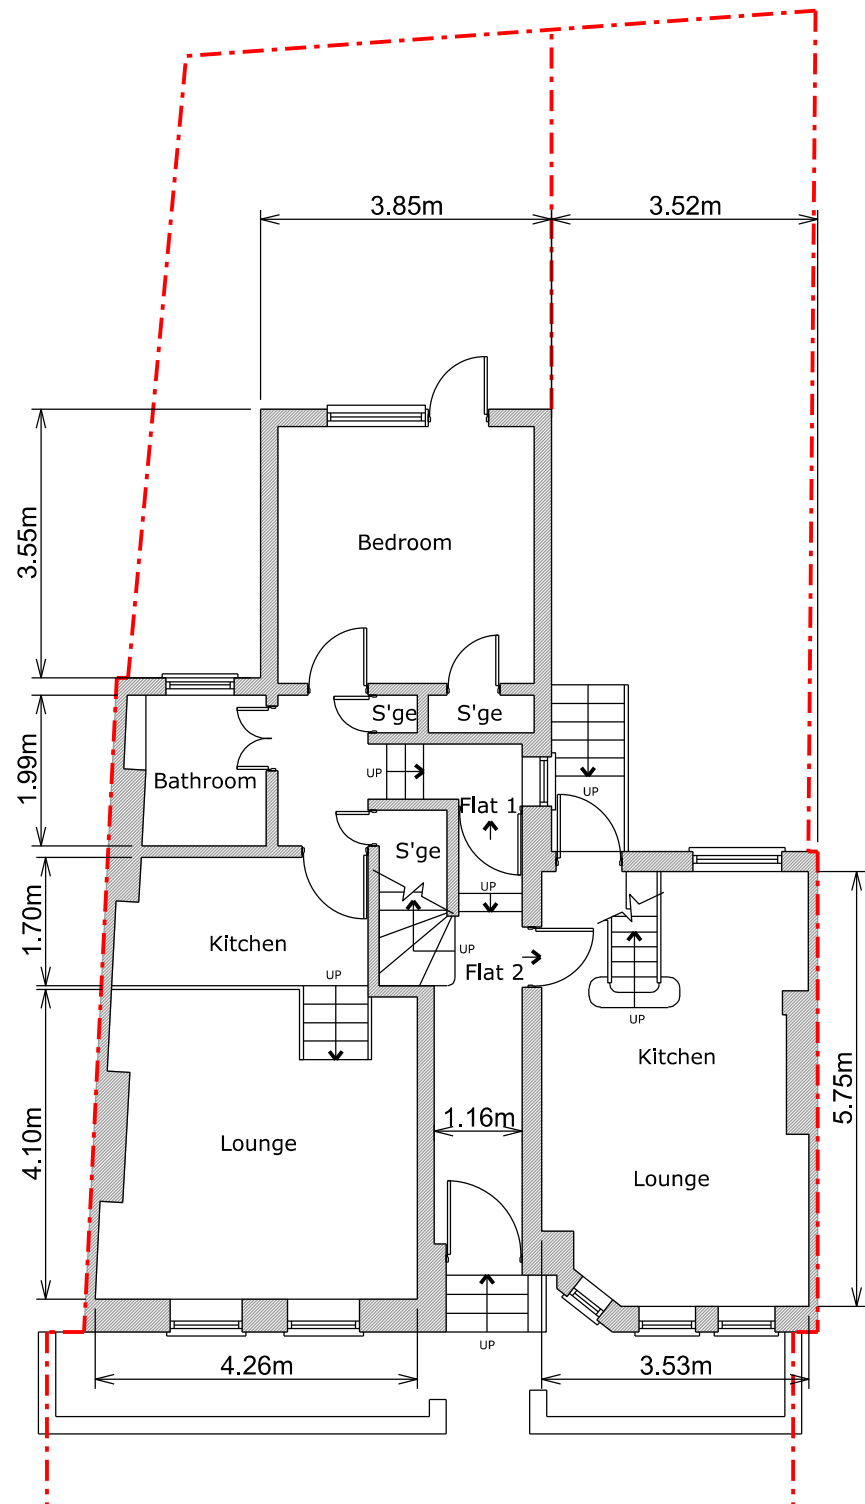 3.85m
3.52m
3.55m
Bedroom
S'ge
S'ge
1.99m
UP
Bathroom
UP
Flat 1
S'ge
UP
1.70m
Kitchen
UP
Flat 2
UP
UP
Kitchen
4.10m
5.75m
1.16m
Lounge
Lounge
UP
4.26m
3.53m